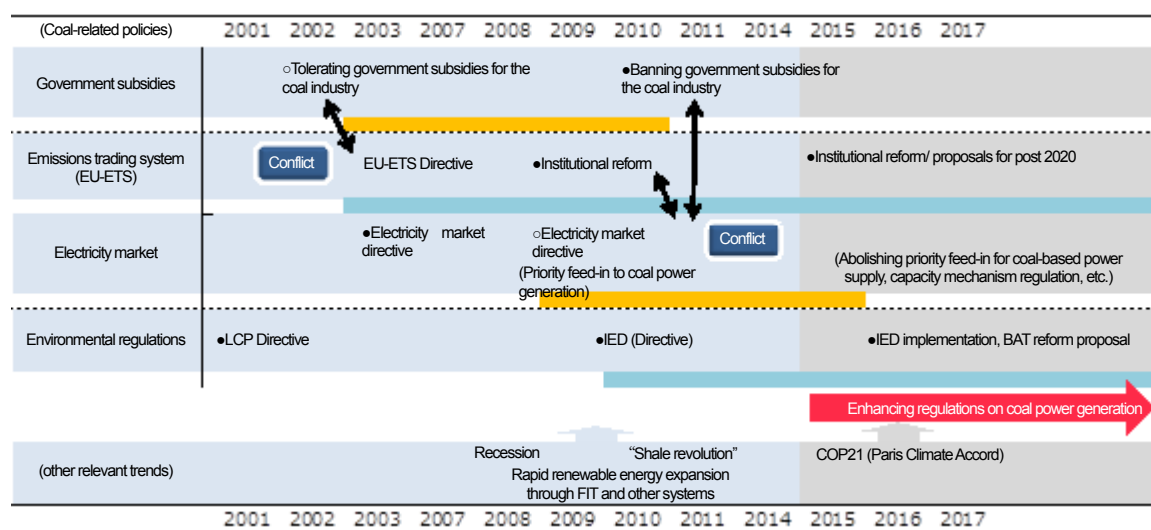 (Coal-related policies) 2001 2002 2003 2007 2008 2009 2010 2011 2014 2015 2016 2017
Government subsidies
○Tolerating government subsidies for the
coal industry
●Banning government subsidies for
the coal industry
Emissions trading system
(EU-ETS)
Conflict
EU-ETS Directive
●Institutional reform
●Institutional reform/ proposals for post 2020
Electricity market
●Electricity market
directive
○Electricity market
directive
(Priority feed-in to coal power
generation)
Conflict
(Abolishing priority feed-in for coal-based power
supply, capacity mechanism regulation, etc.)
Environmental regulations
●LCP Directive
●IED (Directive)
●IED implementation, BAT reform proposal
Enhancing regulations on coal power generation
(other relevant trends)
Recession
“Shale revolution”
Rapid renewable energy expansion
through FIT and other systems
COP21 (Paris Climate Accord)
2001 2002 2003 2007 2008 2009 2010 2011 2014 2015 2016 2017